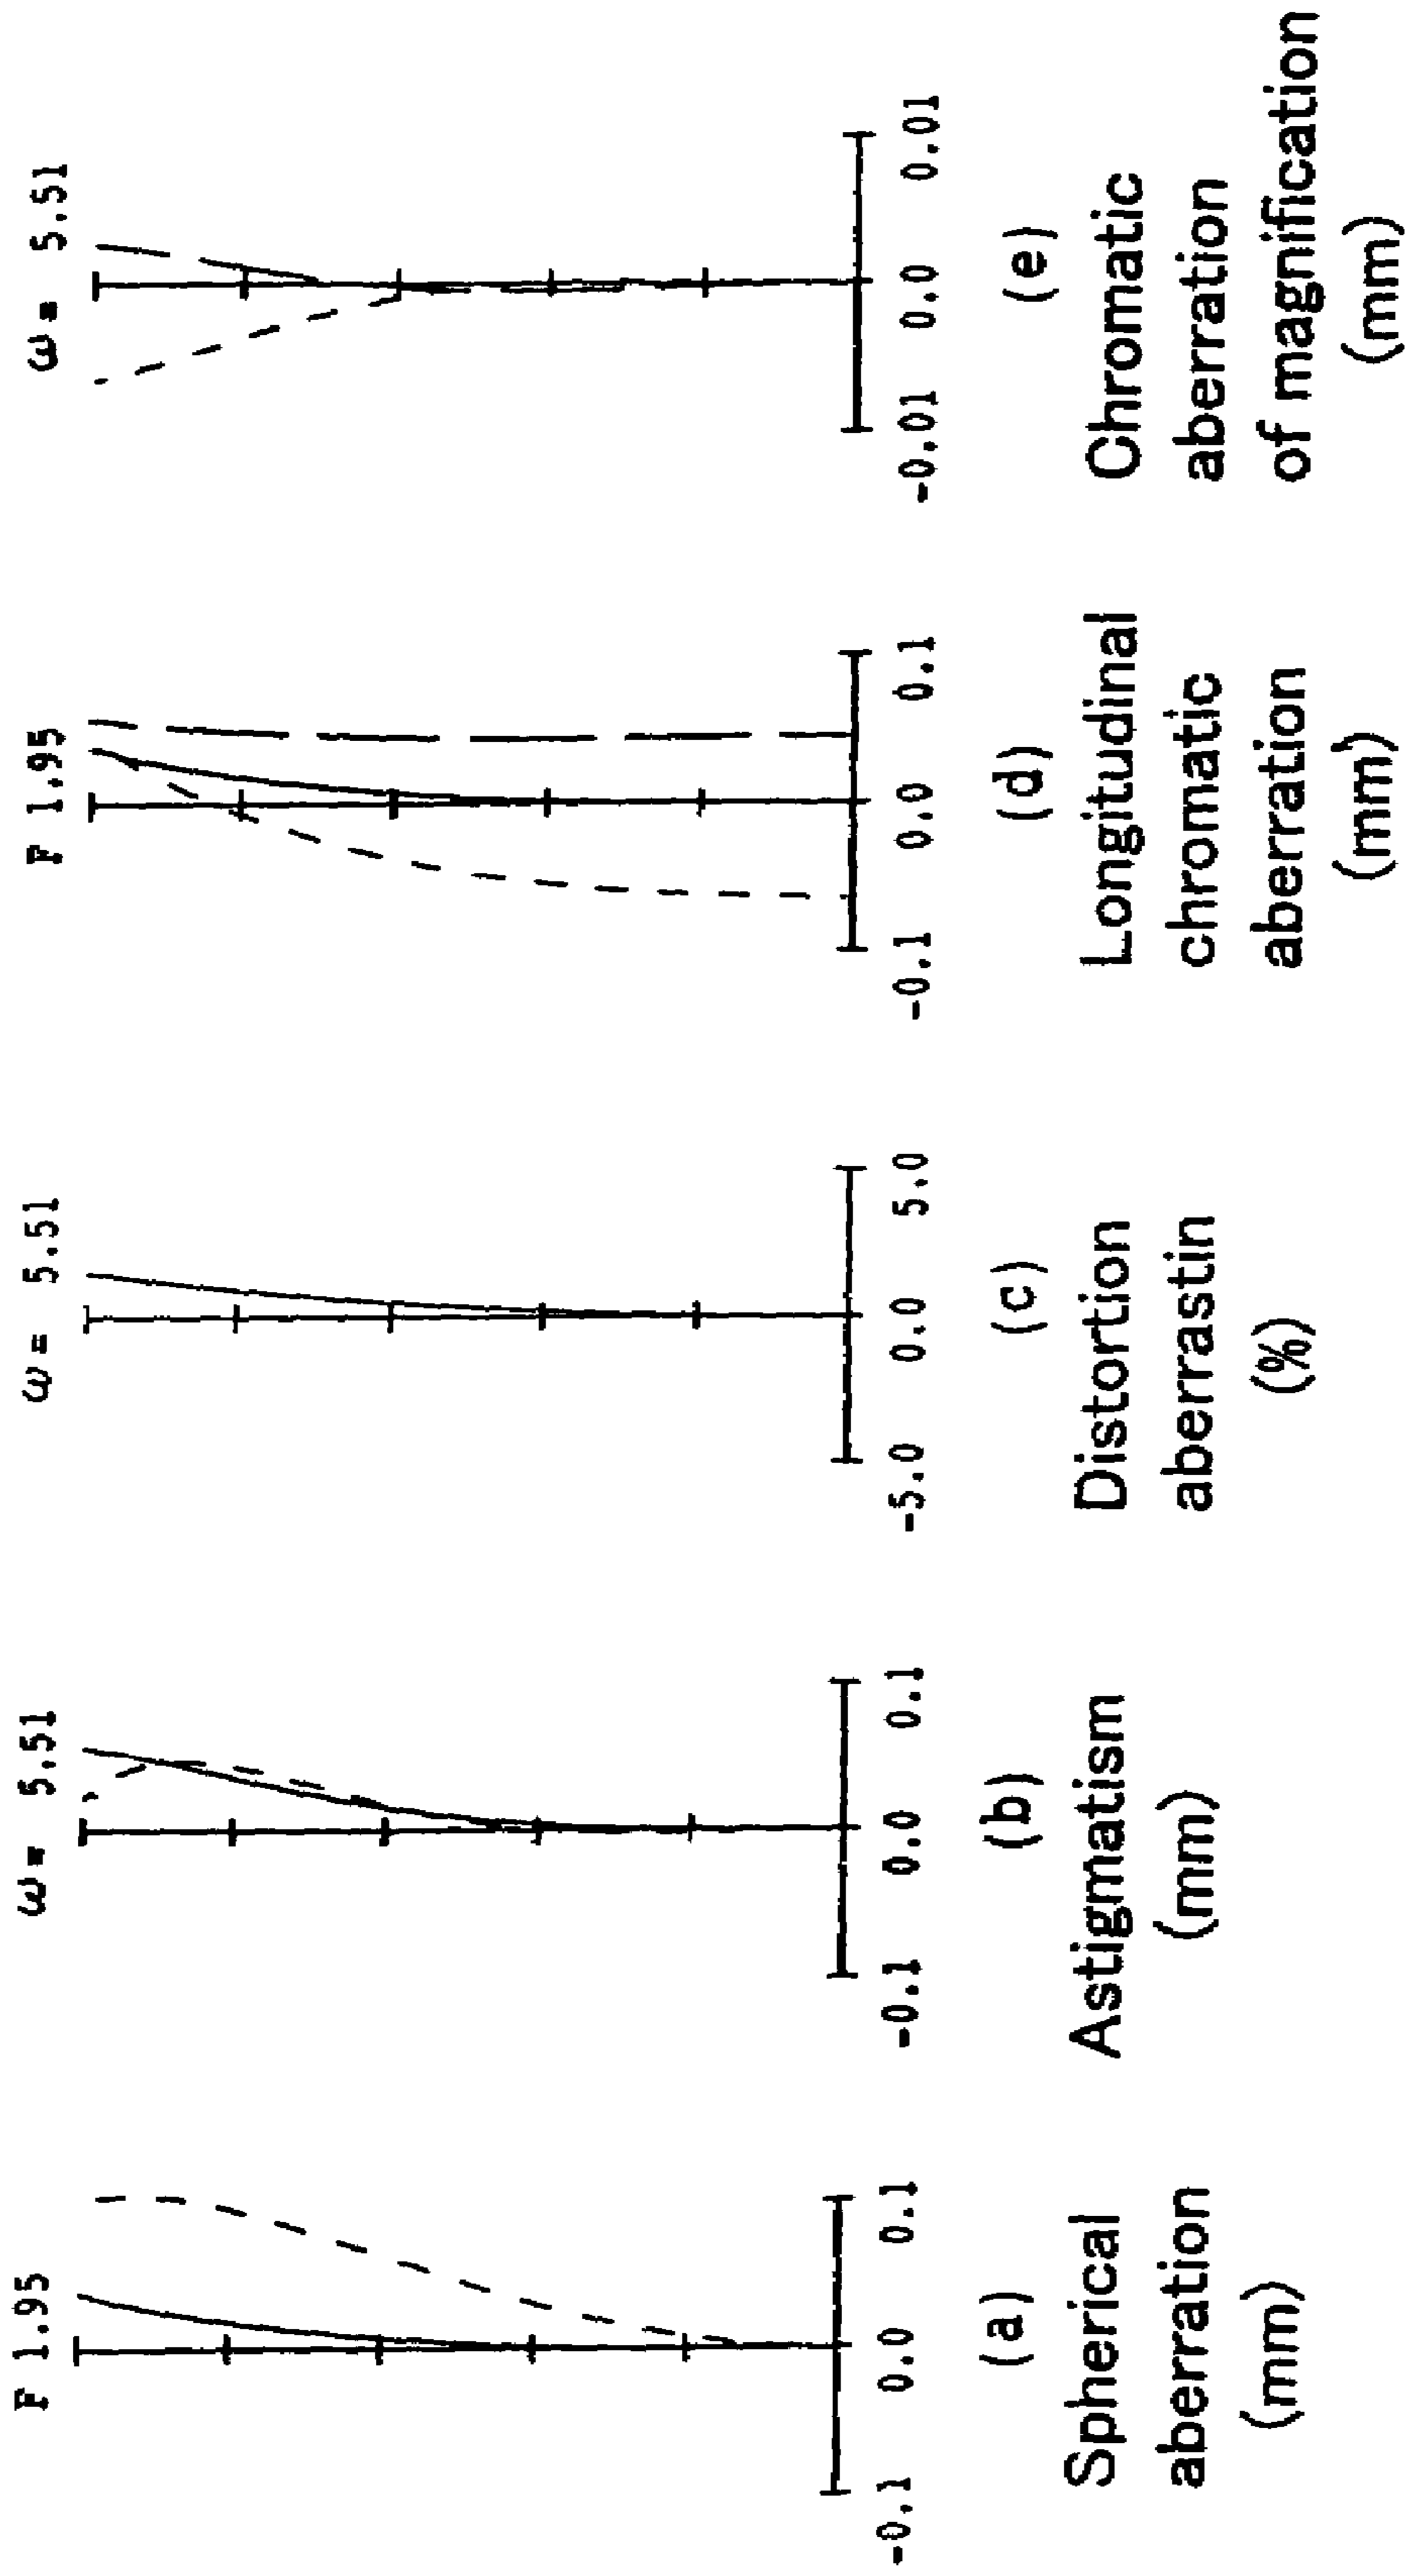 F 1.95
-0.1 0.0 0.1
(a)
Spherical
aberration
(mm)
ω= 5.51
-0.1 0.0 0.1
(b)
Astigmatism
(mm)
ω= 5.51
-5.0 0.0 5.0
(c)
Distortion
aberrastin
(%)
F 1.95
-0.1 0.0 0.1
(d)
Longitudinal
chromatic
aberration
(mm)
ω= 5.51
-0.01 0.0 0.01
(e)
Chromatic
aberration
of magnification
(mm)